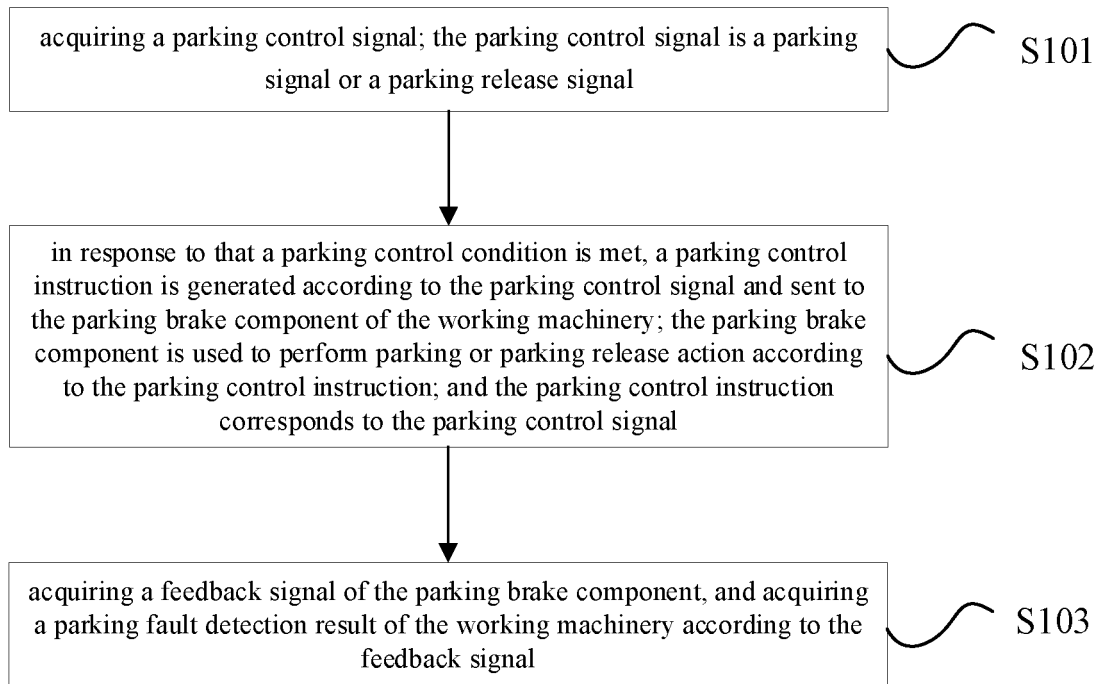 acquiring a parking control signal; the parking control signal is a parking
signal or a parking release signal
S101
in response to that a parking control condition is met, a parking control
instruction is generated according to the parking control signal and sent to
the parking brake component of the working machinery; the parking brake
component is used to perform parking or parking release action according
to the parking control instruction; and the parking control instruction
corresponds to the parking control signal
S102
acquiring a feedback signal of the parking brake component, and acquiring
a parking fault detection result of the working machinery according to the
feedback signal
S103